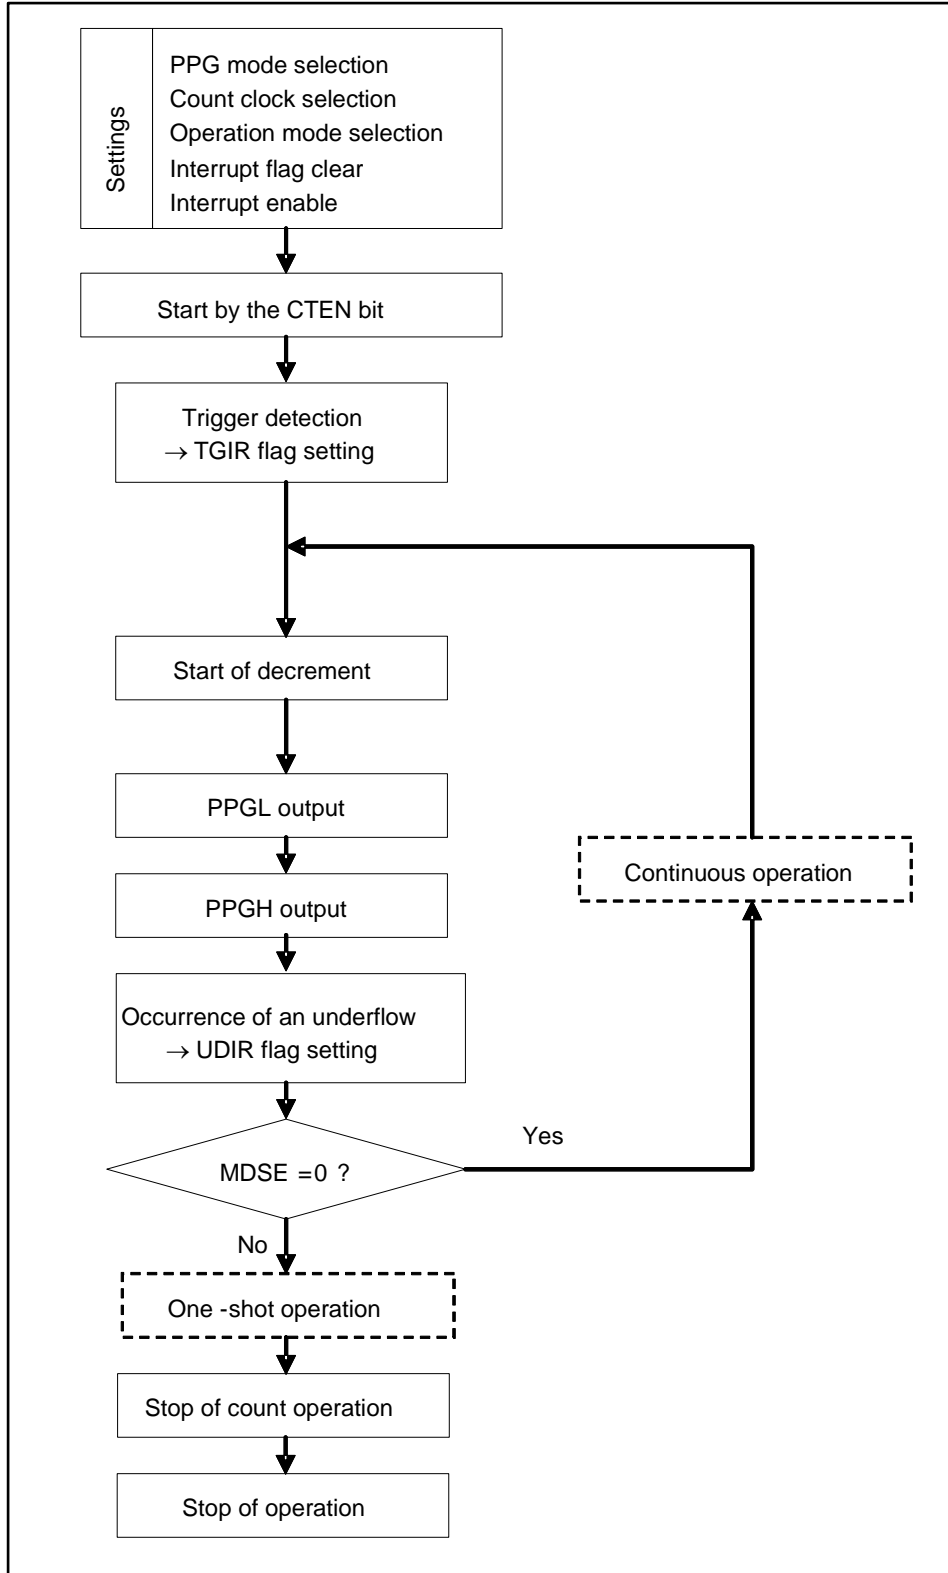 Settings
PPG mode selection
Count clock selection
Operation mode selection
Interrupt flag clear
Interrupt enable
Start by the CTEN bit
Trigger detection
→ TGIR flag setting
Start of decrement
PPGL output
PPGH output
Continuous operation
Occurrence of an underflow
→ UDIR flag setting
MDSE =0 ?
Yes
No
One -shot operation
Stop of count operation
Stop of operation